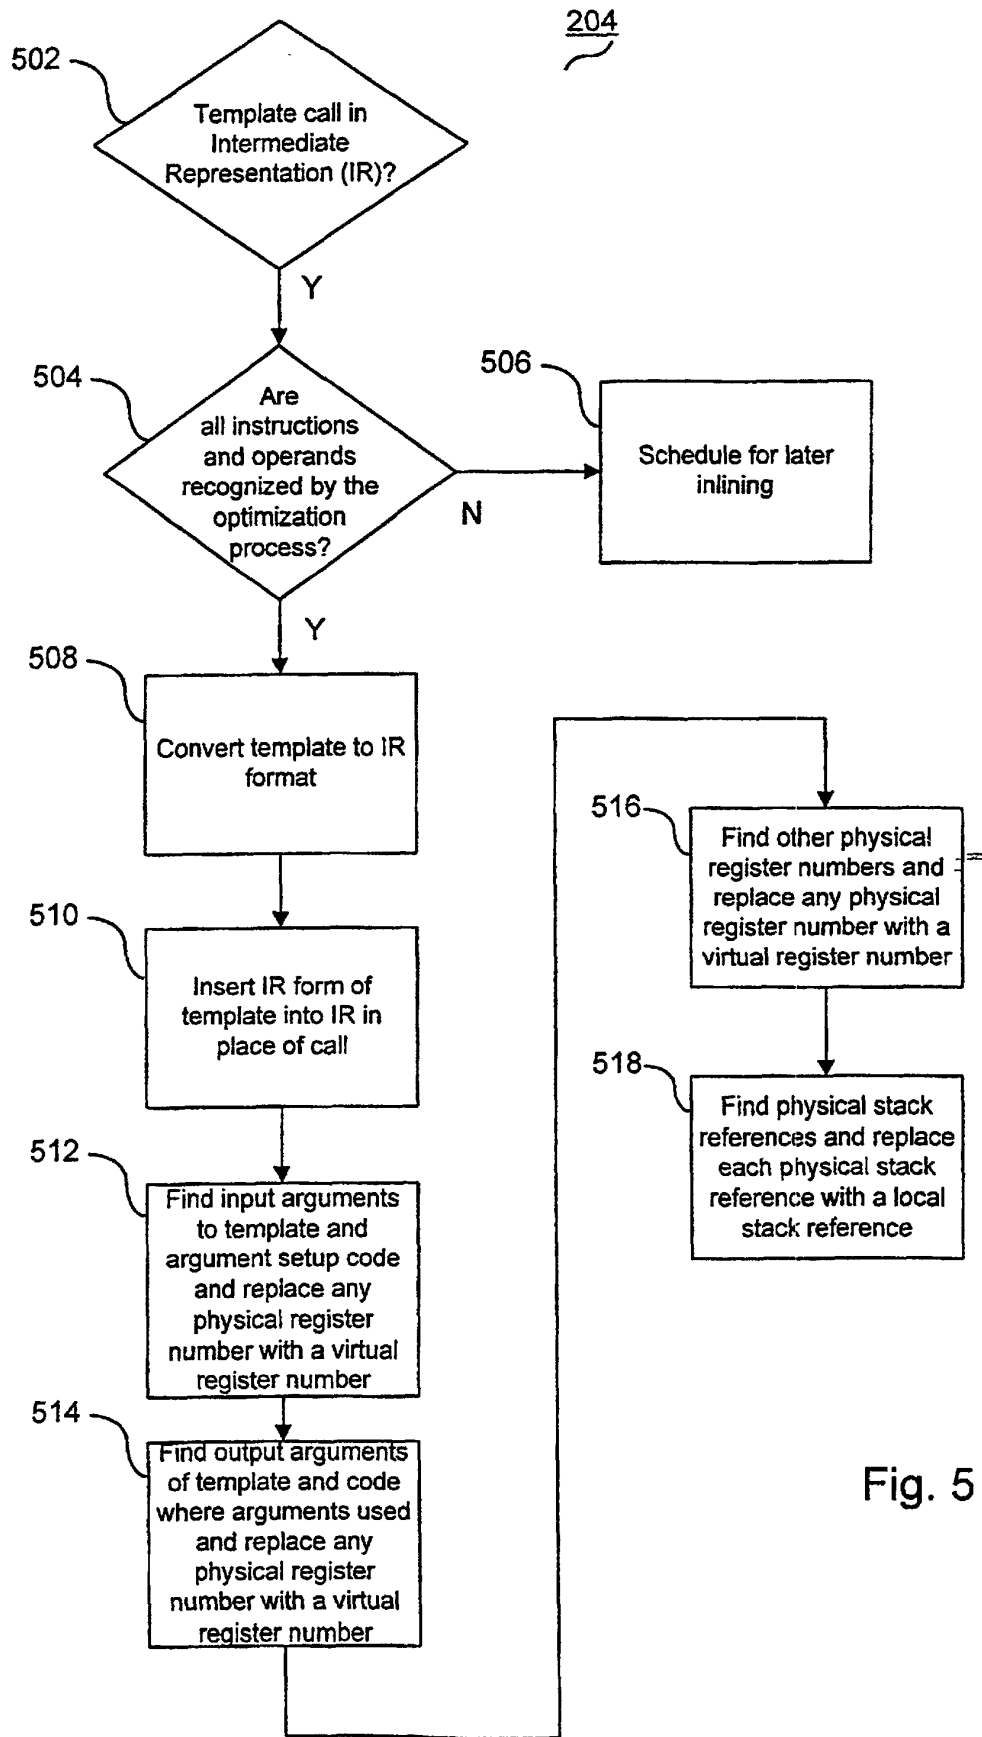 204
502
Template call in
Intermediate
Representation (IR)?
Y
504
Are
all instructions
and operands
recognized by the
optimization
process?
N
506
Schedule for later
inlining
Y
508
Convert template to IR
format
510
Insert IR form of
template into IR in
place of call
512
Find input arguments
to template and
argument setup code
and replace any
physical register
number with a virtual
register number
514
Find output arguments
of template and code
where arguments used
and replace any
physical register
number with a virtual
register number
516
Find other physical
register numbers and
replace any physical
register number with a
virtual register number
518
Find physical stack
references and replace
each physical stack
reference with a local
stack reference
Fig. 5